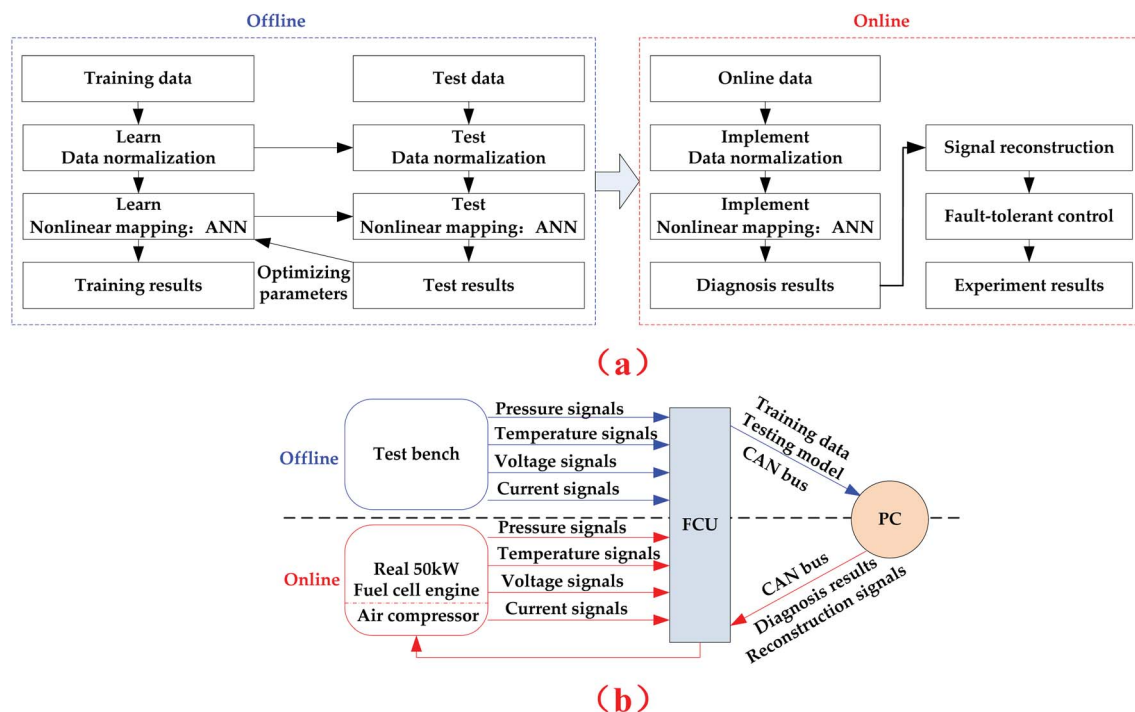 Offline
Online
Training data
Test data
Online data
Learn
Data normalization
Test
Data normalization
Implement
Data normalization
Signal reconstruction
Learn
Nonlinear mapping：ANN
Test
Nonlinear mapping：ANN
Implement
Nonlinear mapping：ANN
Fault-tolerant control
Training results
Optimizing
parameters
Test results
Diagnosis results
Experiment results
（a）
Offline
Test bench
Pressure signals
Temperature signals
Voltage signals
Current signals
FCU
Training data
Testing model
CAN bus
PC
Online
Real 50kW
Fuel cell engine
Air compressor
Pressure signals
Temperature signals
Voltage signals
Current signals
CAN bus
Diagnosis results
Reconstruction signals
（b）